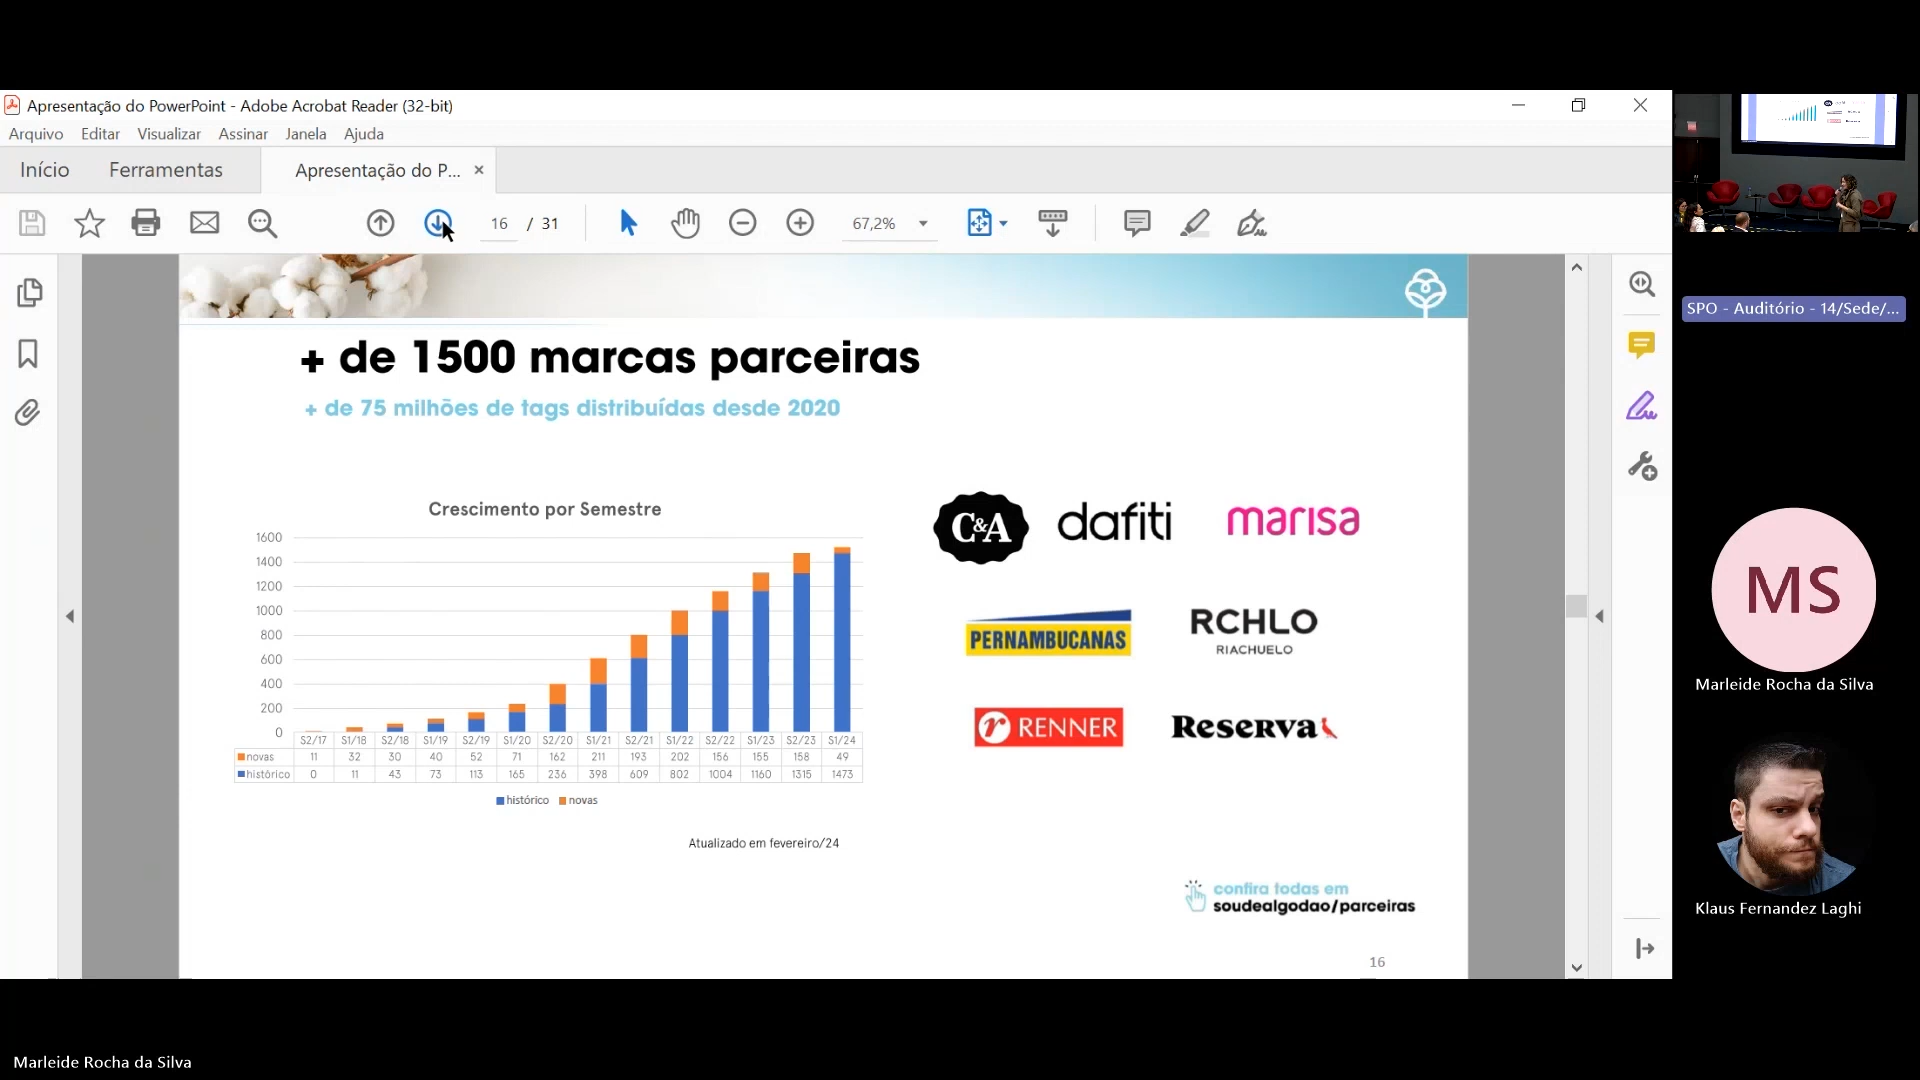 Apresentação do PowerPoint - Adobe Acrobat Reader (32-bit)
Arquivo Editar Visualizar Assinar Janela Ajuda
Início Ferramentas Apresentação do P... ×
16 / 31 67,2%
SPO - Auditório - 14/Sede/...
+ de 1500 marcas parceiras
+ de 75 milhões de tags distribuídas desde 2020
Crescimento por Semestre
1600
1400
1200
1000
800
600
400
200
0
S2/17 S1/18 S2/18 S1/19 S2/19 S1/20 S2/20 S1/21 S2/21 S1/22 S2/22 S1/23 S2/23 S1/24
novas 11 32 30 40 52 71 162 211 193 202 156 155 158 49
histórico 0 11 43 73 113 165 236 398 609 802 1004 1160 1315 1473
histórico novas
Atualizado em fevereiro/24
C&A dafiti marisa
PERNAMBUCANAS RCHLO
RIACHUELO
r RENNER Reserva
confira todas em
soudealgodao/parceiras
16
MS
Marleide Rocha da Silva
Klaus Fernandez Laghi
Marleide Rocha da Silva